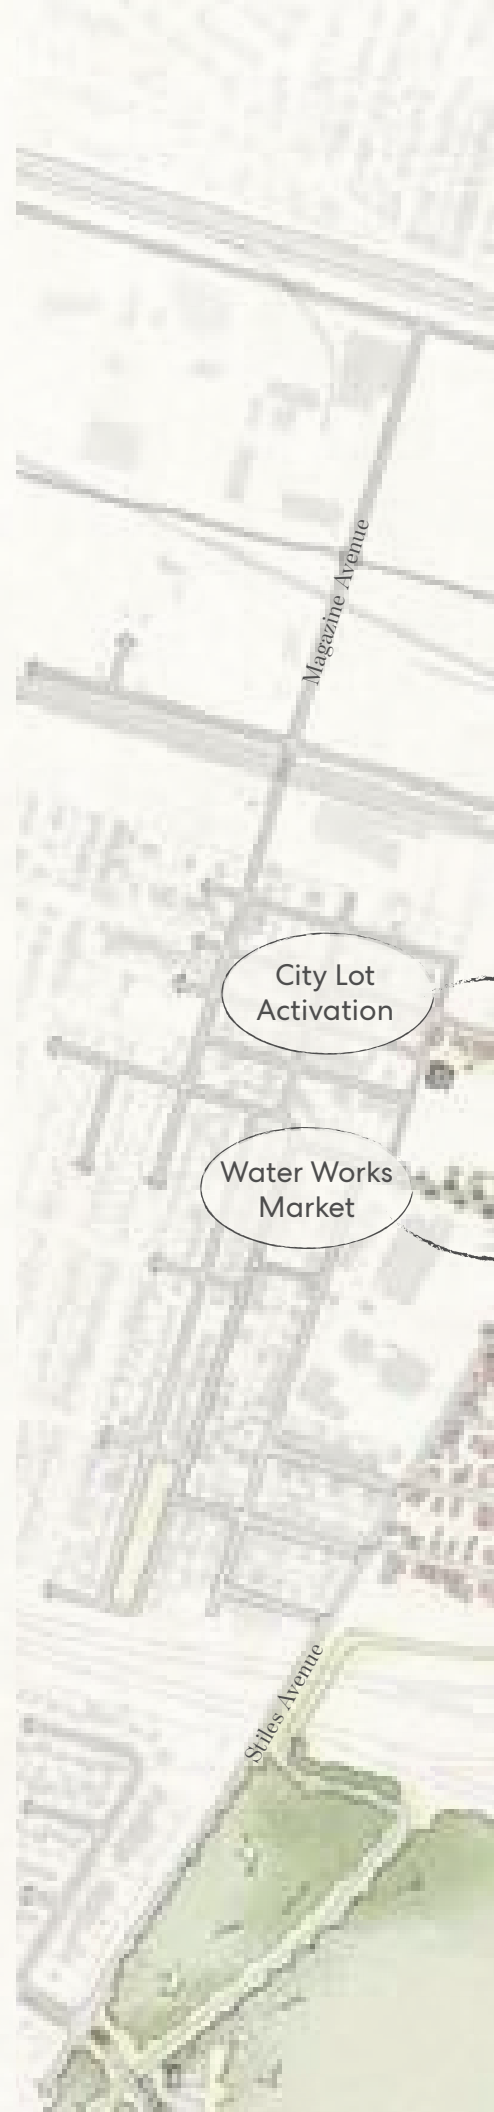 Magazine Avenue
City Lot
Activation
Water Works
Market
Stiles Avenue